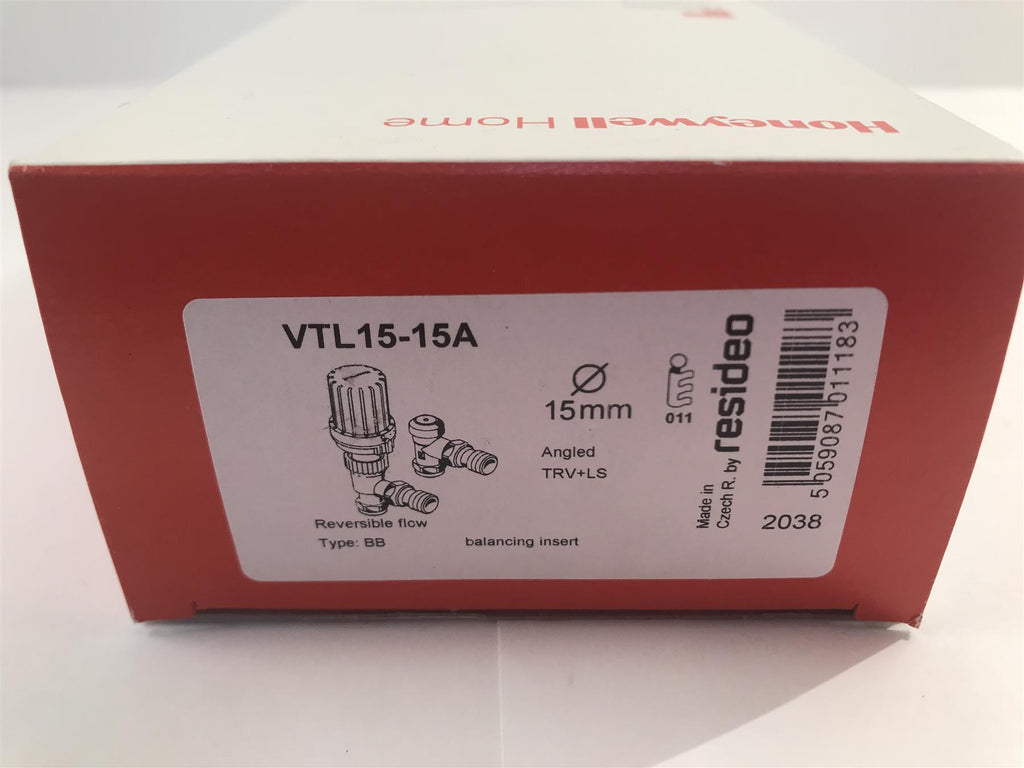 Honeywell Home
VTL15-15A
15mm
Angled
TRV+LS
Reversible flow
Type: BB
balancing insert
011
Made in
Czech R. by resideo
5 059087 011183
2038